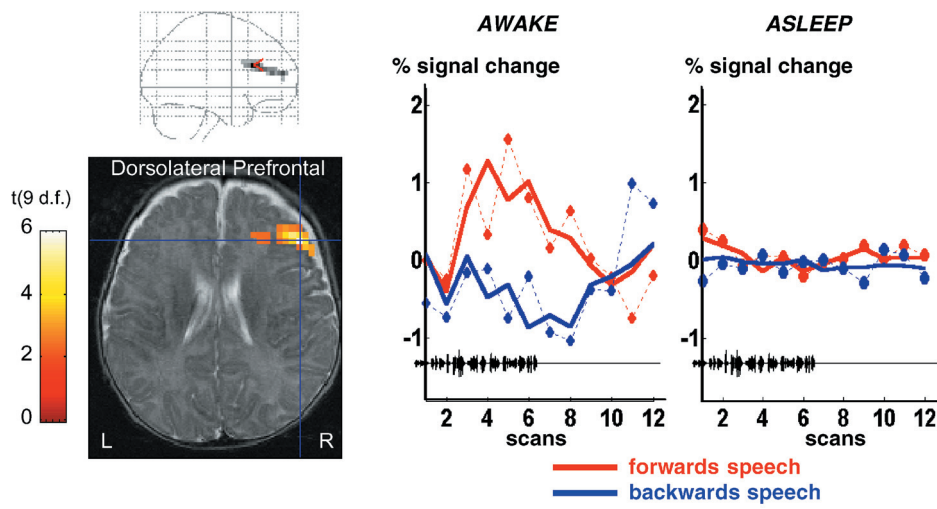 AWAKE
ASLEEP
% signal change
% signal change
Dorsolateral Prefrontal
t(9 d.f.)
6
4
2
0
L
R
2
1
0
-1
2
4
6
8
10
12
scans
2
1
0
-1
2
4
6
8
10
12
scans
forwards speech
backwards speech